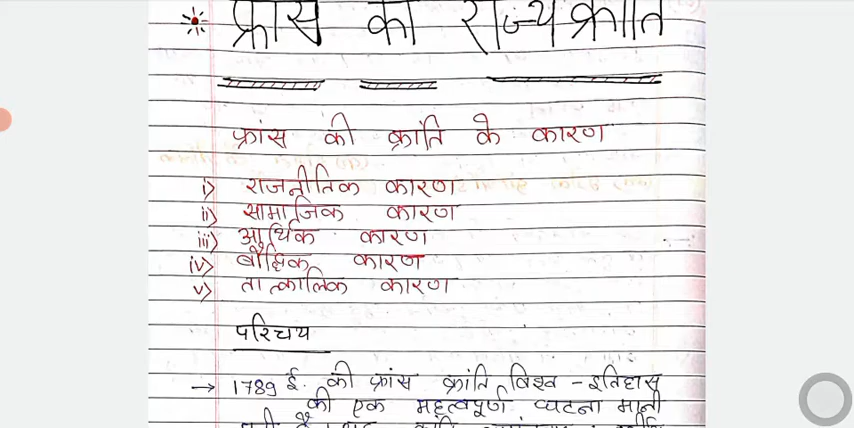 फ्रांस की राज्य क्रांति
फ्रांस की क्रांति के कारण
i> राजनीतिक कारण
ii> सामाजिक कारण
iii> आर्थिक कारण
iv> बौद्धिक कारण
v> तात्कालिक कारण
परिचय
→ 1789 ई. की फ्रांस क्रांति विश्व - इतिहास
की एक महत्वपूर्ण घटना मानी